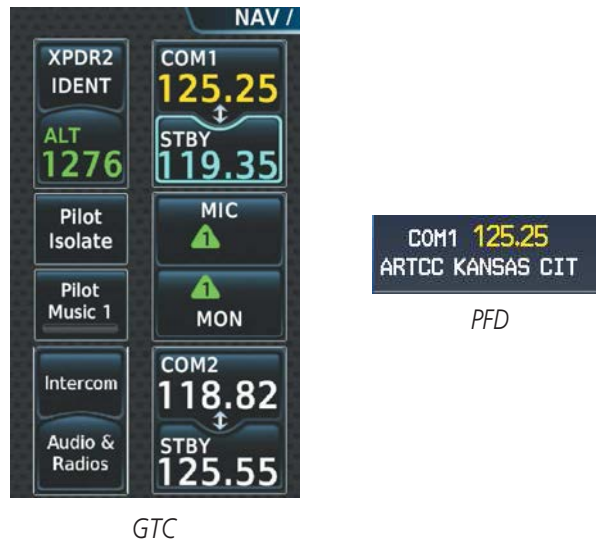 NAV /
XPDR2
IDENT
ALT
1276
COM1
125.25
STBY
119.35
Pilot
Isolate
MIC
1
Pilot
Music 1
1
MON
Intercom
Audio &
Radios
COM2
118.82
STBY
125.55
GTC
COM1 125.25
ARTCC KANSAS CIT
PFD